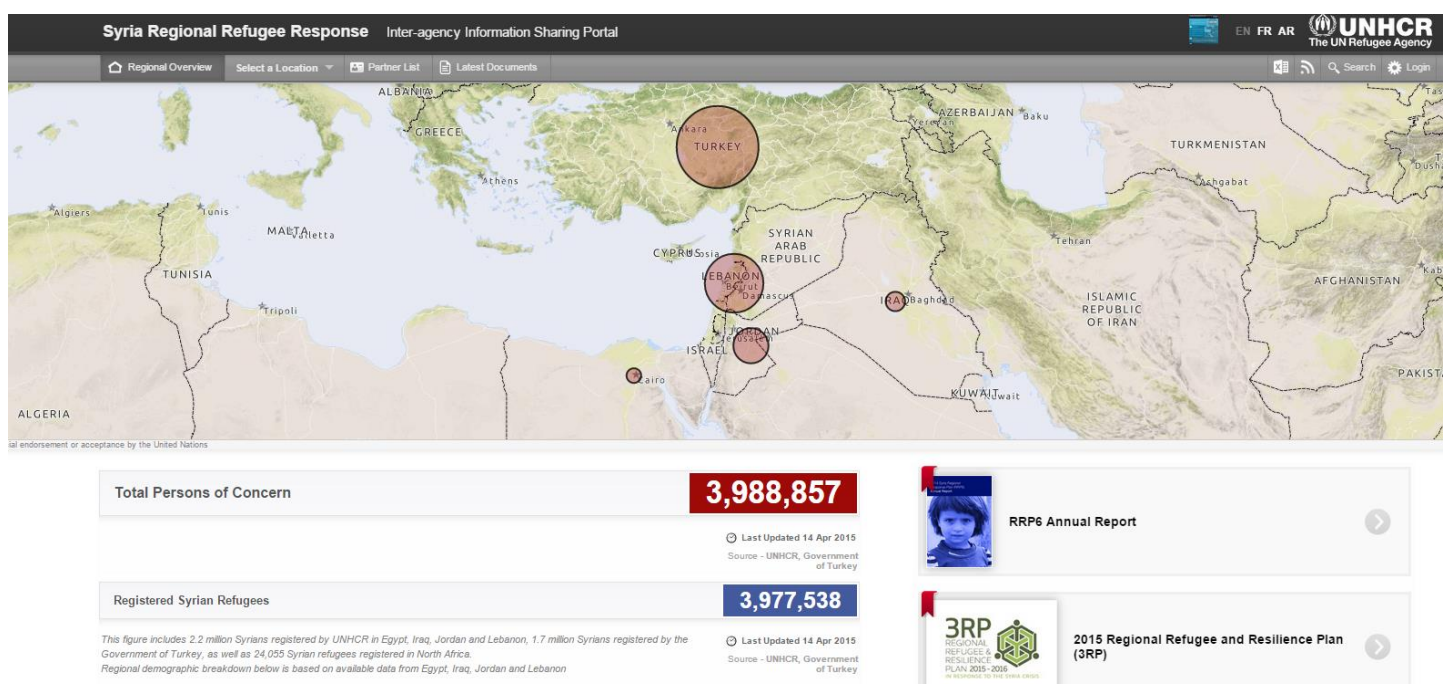 Syria Regional Refugee Response Inter-agency Information Sharing Portal
EN FR AR
UNHCR
The UN Refugee Agency
Regional Overview Select a Location Partner List Latest Documents
Search Login
ALBANIA
GREECE
Athens
Ankara
TURKEY
AZERBAIJAN
Baku
Yerevan
TURKMENISTAN
Ashgabat
Algiers
Tunis
MALTA
Valletta
TUNISIA
Tripoli
CYPRUS
SYRIAN
ARAB
REPUBLIC
LEBANON
Beirut
Damascus
IRAQ
Baghdad
Tehran
ISLAMIC
REPUBLIC
OF IRAN
AFGHANISTAN
JORDAN
Jerusalem
ISRAEL
Cairo
KUWAIT
Kuwait
PAKIST
ALGERIA
ial endorsement or acceptance by the United Nations
Total Persons of Concern
3,988,857
Last Updated 14 Apr 2015
Source - UNHCR, Government
of Turkey
Registered Syrian Refugees
3,977,538
This figure includes 2.2 million Syrians registered by UNHCR in Egypt, Iraq, Jordan and Lebanon, 1.7 million Syrians registered by the
Government of Turkey, as well as 24,055 Syrian refugees registered in North Africa.
Regional demographic breakdown below is based on available data from Egypt, Iraq, Jordan and Lebanon
Last Updated 14 Apr 2015
Source - UNHCR, Government
of Turkey
RRP6 Annual Report
3RP
REGIONAL
REFUGEE &
RESILIENCE
PLAN 2015-2016
IN RESPONSE TO THE SYRIA CRISIS
2015 Regional Refugee and Resilience Plan
(3RP)